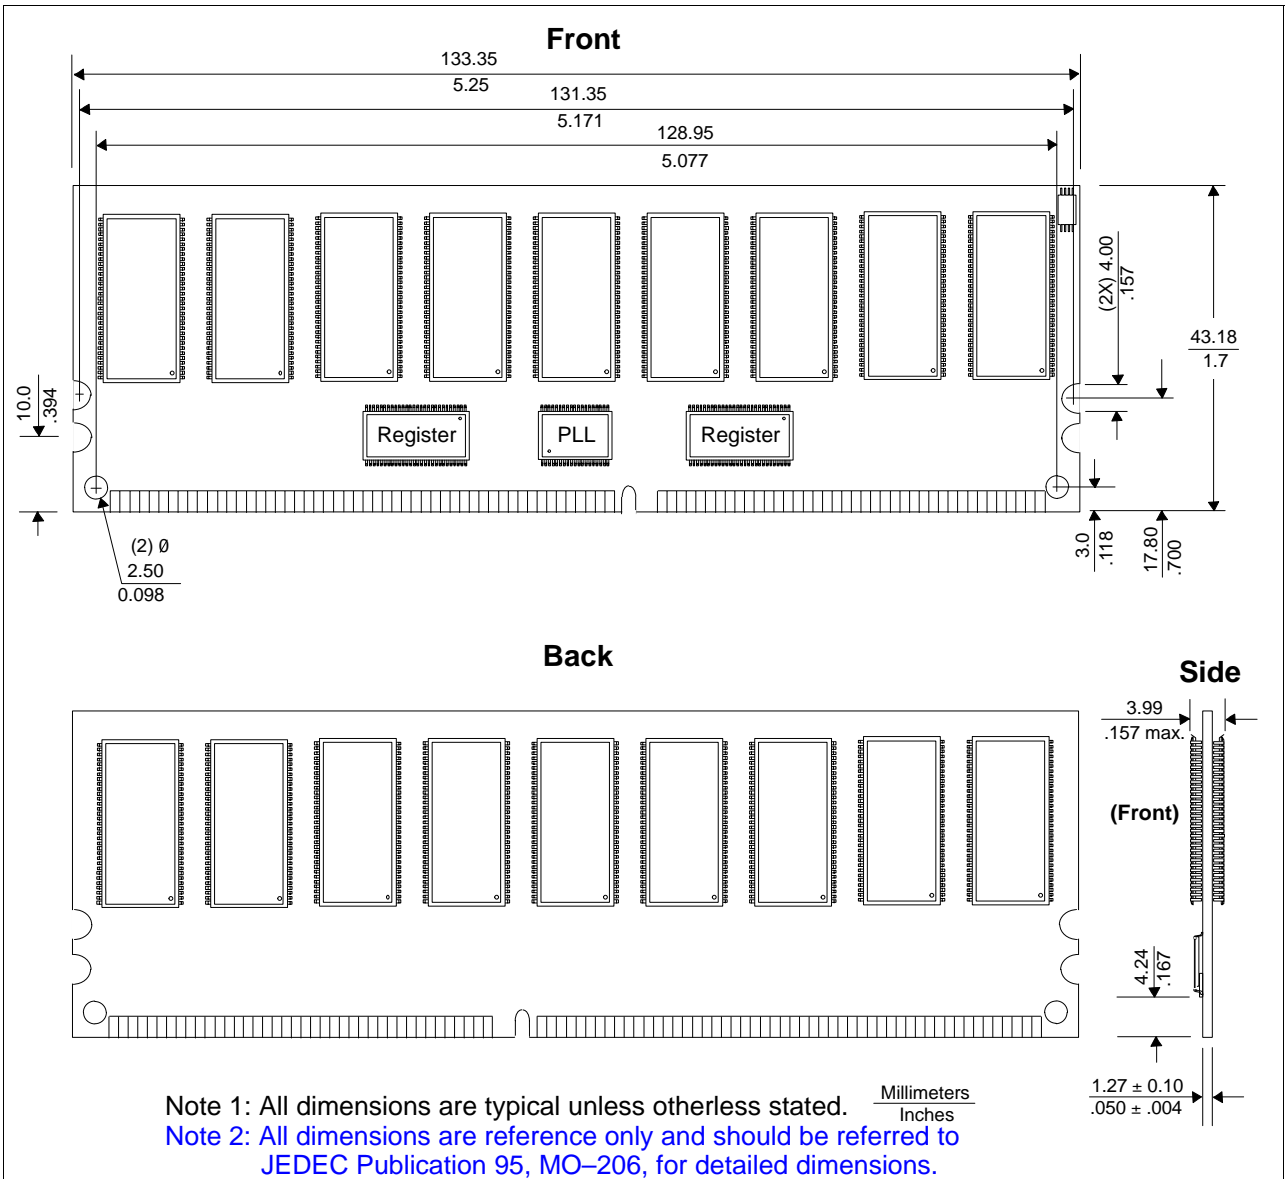 Front
133.35
5.25
131.35
5.171
128.95
5.077
(2X) 4.00
.157
43.18
1.7
10.0
.394
Register
PLL
Register
3.0
.118
17.80
.700
(2) Ø
2.50
0.098
Back
Side
3.99
.157 max.
(Front)
4.24
.167
1.27 ± 0.10
.050 ± .004
Note 1: All dimensions are typical unless otherless stated.
Millimeters
Inches
Note 2: All dimensions are reference only and should be referred to
JEDEC Publication 95, MO–206, for detailed dimensions.